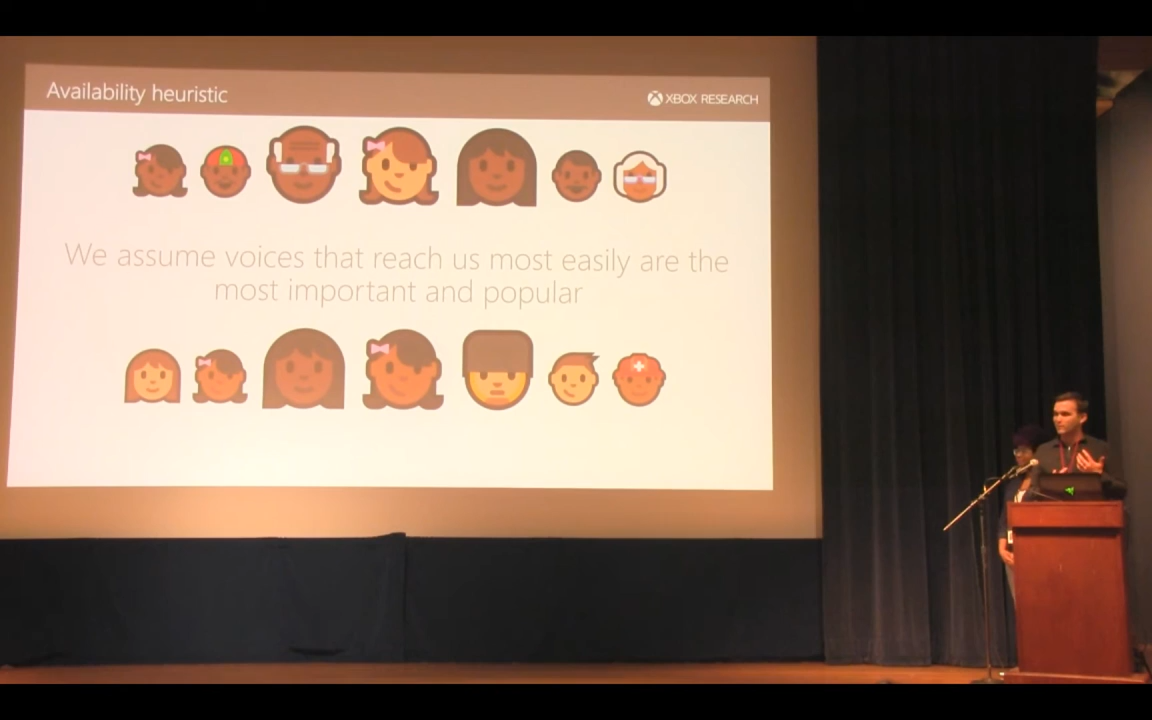 Availability heuristic
XBOX RESEARCH
We assume voices that reach us most easily are the
most important and popular